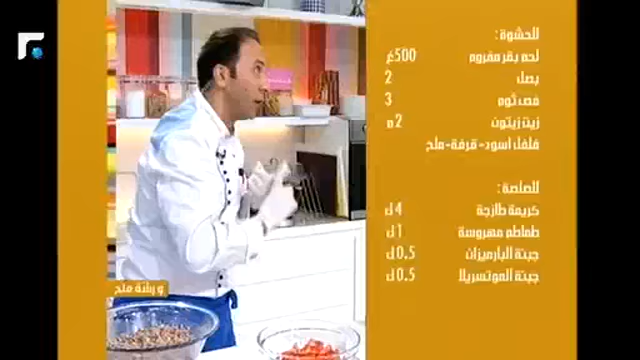 للحشوة:
لحم بقر مفروم 500غ
بصل 2
فص ثوم 3
زيت زيتون 2م
فلفل اسود- قرفة- ملح
للصلصة:
كريمة طازجة 4ك
طماطم مهروسة 1ك
جبنة البارميزان 0.5ك
جبنة الموتسريلا 0.5ك
و رشة ملح